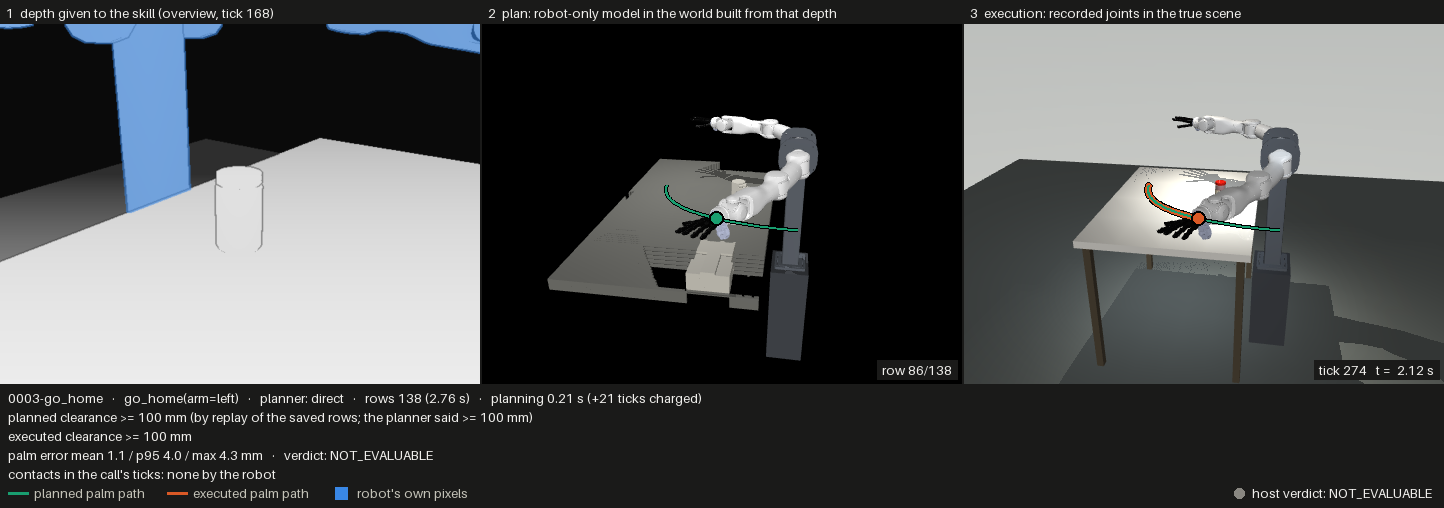 1 depth given to the skill (overview, tick 168)
2 plan: robot-only model in the world built from that depth
3 execution: recorded joints in the true scene
row 86/138
tick 274 t = 2.12 s
0003-go_home · go_home(arm=left) · planner: direct · rows 138 (2.76 s) · planning 0.21 s (+21 ticks charged)
planned clearance >= 100 mm (by replay of the saved rows; the planner said >= 100 mm)
executed clearance >= 100 mm
palm error mean 1.1 / p95 4.0 / max 4.3 mm · verdict: NOT_EVALUABLE
contacts in the call's ticks: none by the robot
planned palm path executed palm path robot's own pixels host verdict: NOT_EVALUABLE